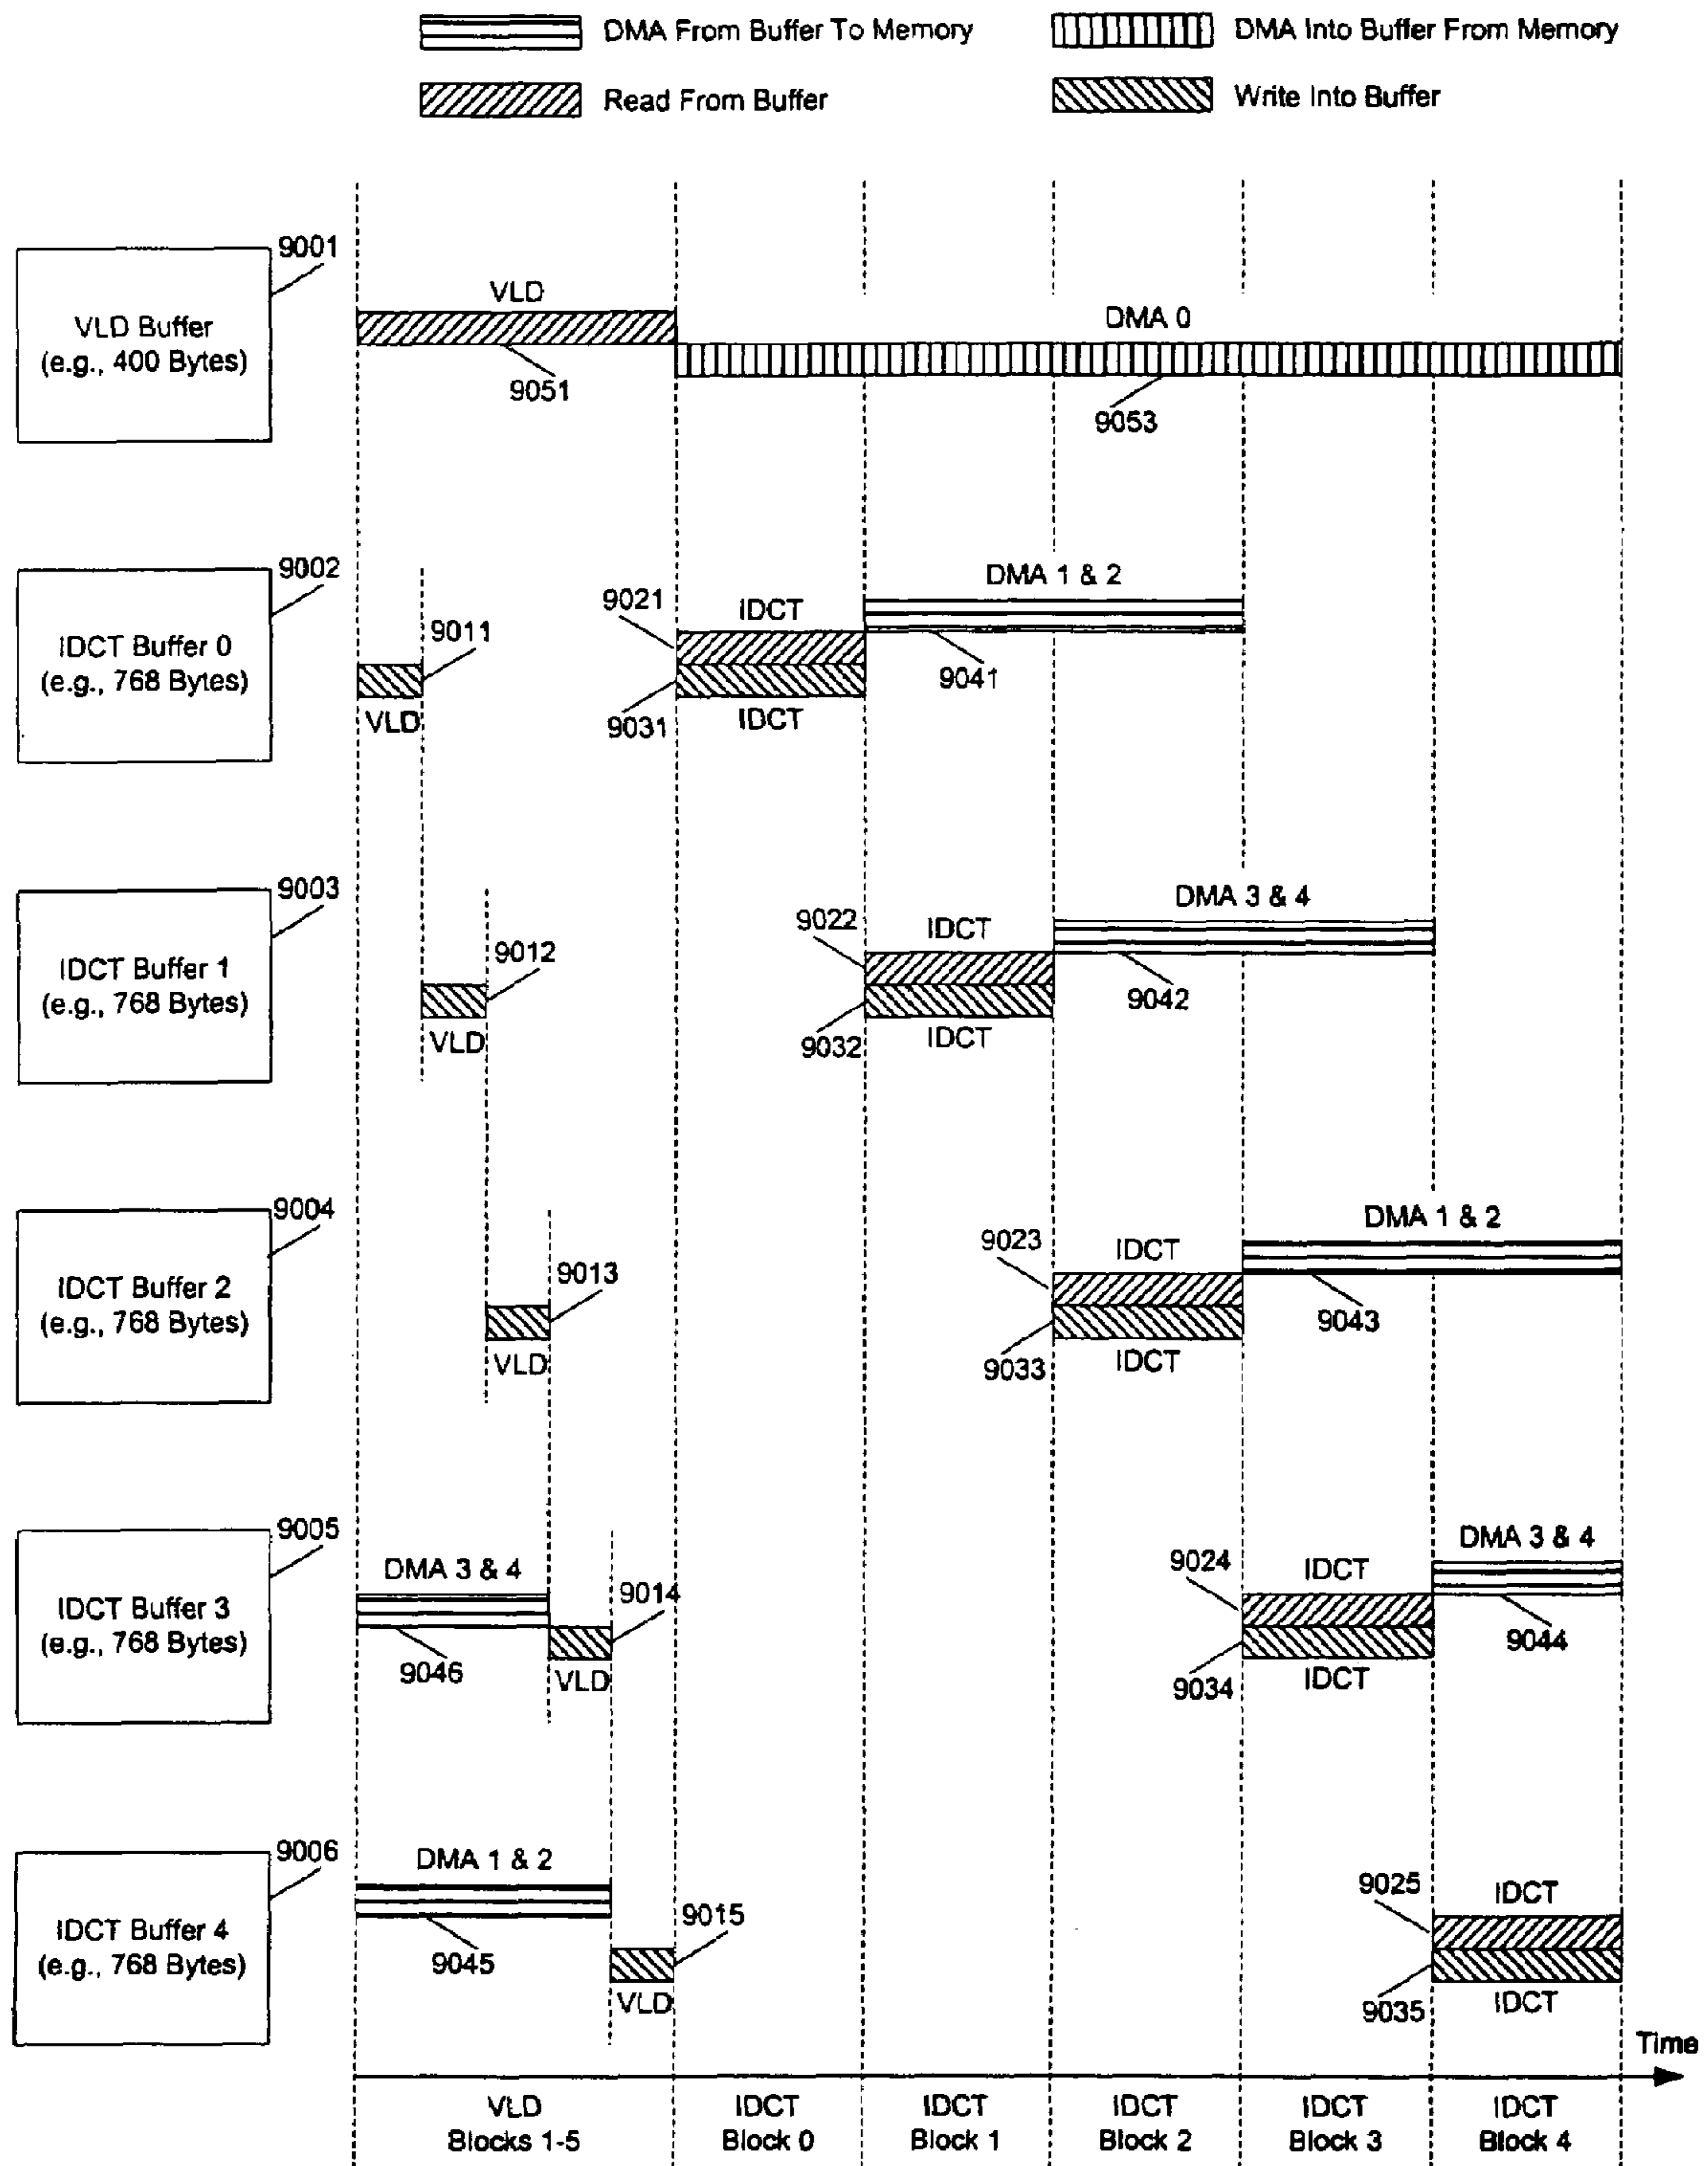 DMA From Buffer To Memory
DMA Into Buffer From Memory
Read From Buffer
Write Into Buffer
9001
VLD Buffer
(e.g., 400 Bytes)
VLD
9051
DMA 0
9053
9002
IDCT Buffer 0
(e.g., 768 Bytes)
9011
VLD
9021
IDCT
9031
IDCT
DMA 1 & 2
9041
9003
IDCT Buffer 1
(e.g., 768 Bytes)
9012
VLD
9022
IDCT
9032
IDCT
DMA 3 & 4
9042
9004
IDCT Buffer 2
(e.g., 768 Bytes)
9013
VLD
9023
IDCT
9033
IDCT
DMA 1 & 2
9043
9005
IDCT Buffer 3
(e.g., 768 Bytes)
DMA 3 & 4
9046
9014
VLD
9024
IDCT
9034
IDCT
DMA 3 & 4
9044
9006
IDCT Buffer 4
(e.g., 768 Bytes)
DMA 1 & 2
9045
9015
VLD
9025
IDCT
9035
IDCT
Time
VLD
Blocks 1-5
IDCT
Block 0
IDCT
Block 1
IDCT
Block 2
IDCT
Block 3
IDCT
Block 4